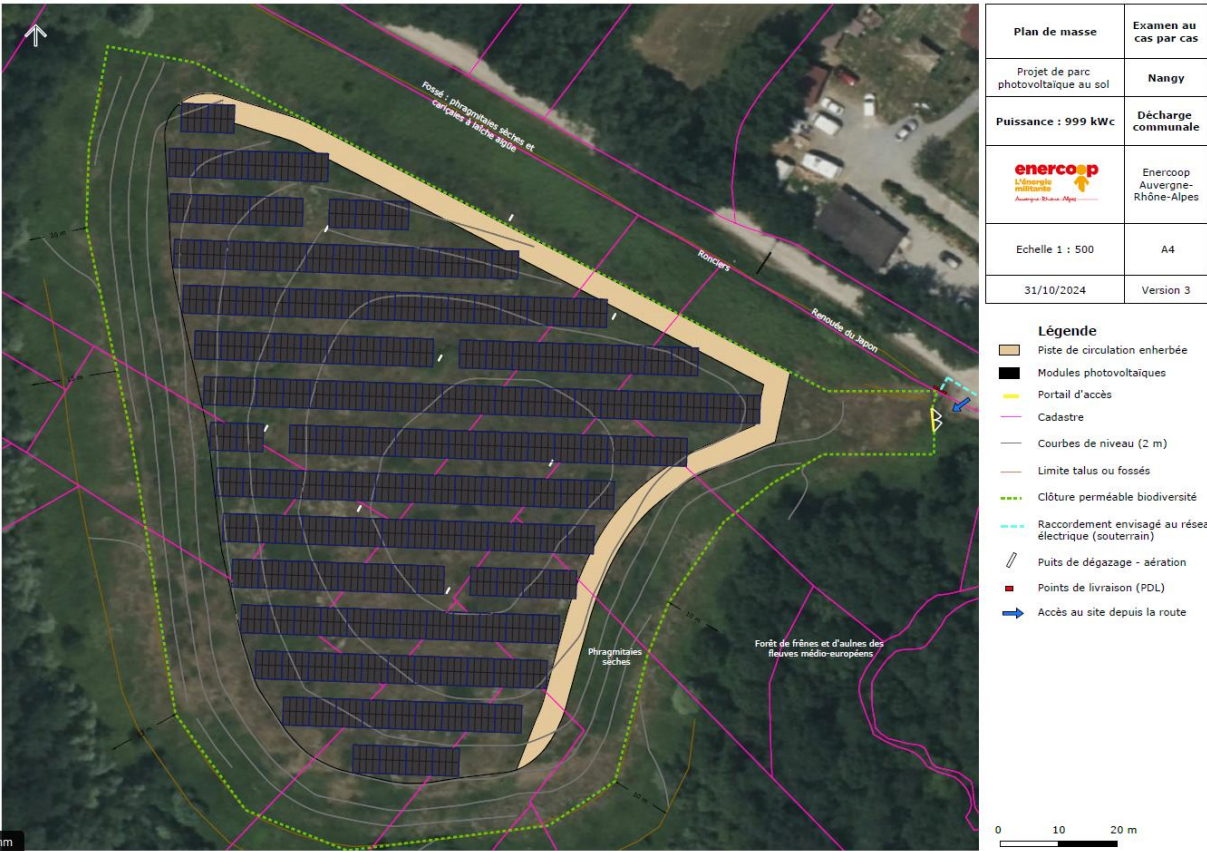 Plan de masse
Examen au
cas par cas
Projet de parc
photovoltaïque au sol
Nangy
Puissance : 999 kWc
Décharge
communale
enercoop
L'énergie
militante
Auvergne-Rhône-Alpes
Enercoop
Auvergne-
Rhône-Alpes
Echelle 1 : 500
A4
31/10/2024
Version 3
Légende
Piste de circulation enherbée
Modules photovoltaïques
Portail d'accès
Cadastre
Courbes de niveau (2 m)
Limite talus ou fossés
Clôture perméable biodiversité
Raccordement envisagé au résea
électrique (souterrain)
Puits de dégazage - aération
Points de livraison (PDL)
Accès au site depuis la route
0 10 20 m
Fossé : phragmitaies sèches et
cariçaies à laîche aigüe
Ronciers
Renouée du Japon
10 m
Phragmitaies
sèches
Forêt de frênes et d'aulnes des
fleuves médio-européens
10 m
10 m